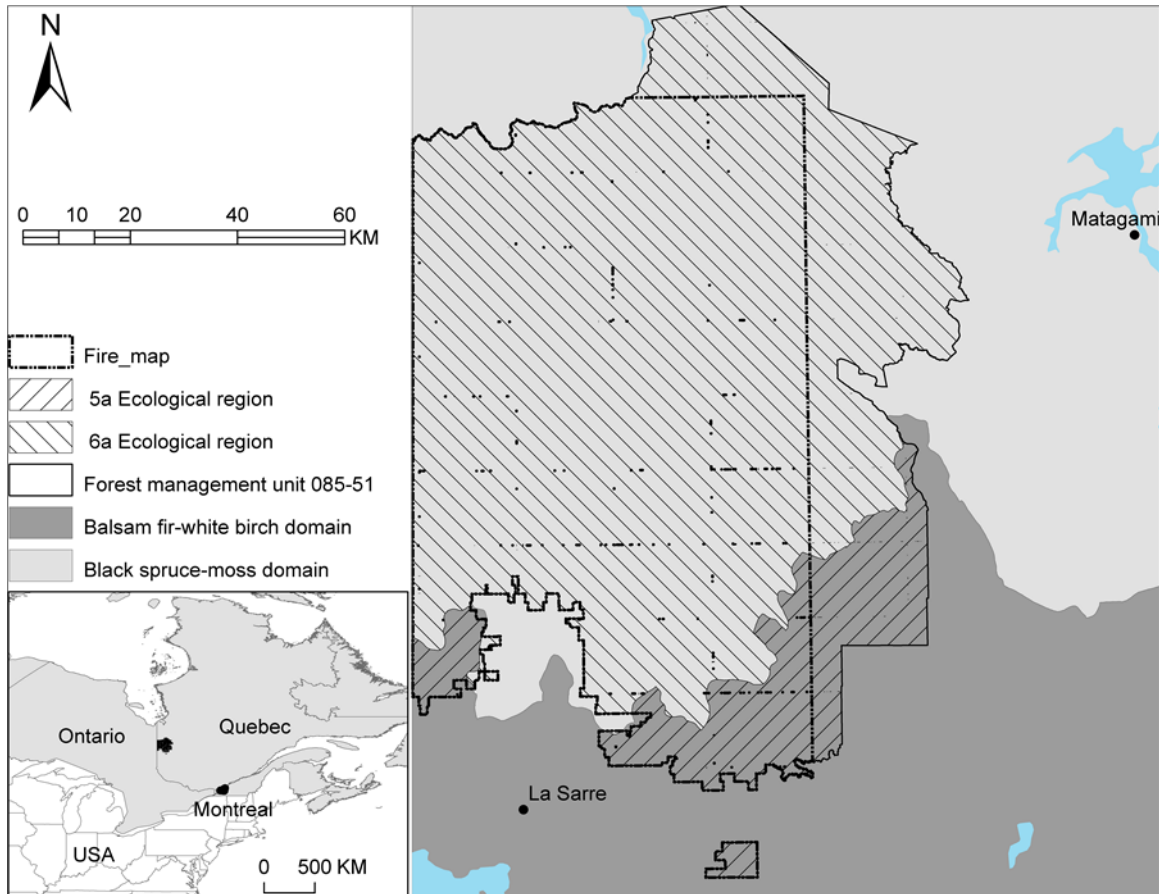 N
0 10 20 40 60
KM
Fire_map
5a Ecological region
6a Ecological region
Forest management unit 085-51
Balsam fir-white birch domain
Black spruce-moss domain
Matagami
La Sarre
Ontario
Quebec
Montreal
USA
0 500 KM